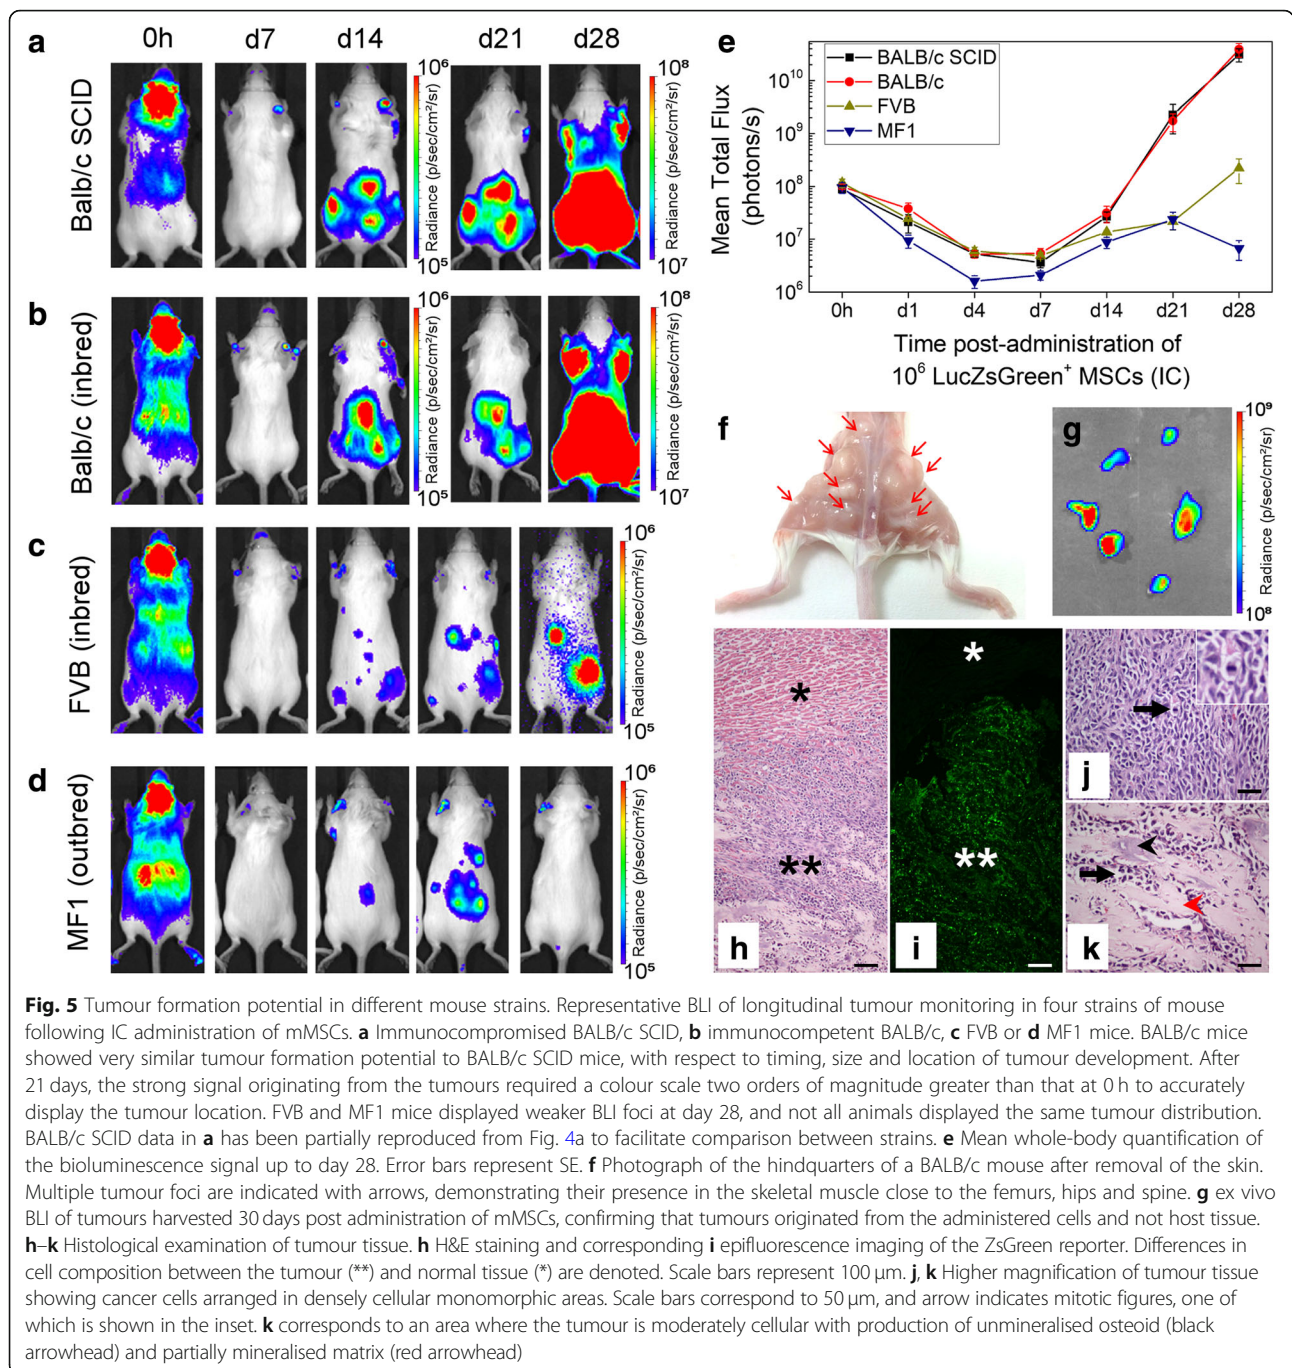 a
0h
d7
d14
d21
d28
Balb/c SCID
10⁶
Radiance (p/sec/cm²/sr)
10⁵
10⁸
Radiance (p/sec/cm²/sr)
10⁷
b
Balb/c (inbred)
10⁶
Radiance (p/sec/cm²/sr)
10⁵
10⁸
Radiance (p/sec/cm²/sr)
10⁷
c
FVB (inbred)
10⁶
Radiance (p/sec/cm²/sr)
10⁵
d
MF1 (outbred)
10⁶
Radiance (p/sec/cm²/sr)
10⁵
e
BALB/c SCID
BALB/c
FVB
MF1
Mean Total Flux
(photons/s)
10¹⁰
10⁹
10⁸
10⁷
10⁶
0h d1 d4 d7 d14 d21 d28
Time post-administration of
10⁶ LucZsGreen⁺ MSCs (IC)
f
g
10⁹
Radiance (p/sec/cm²/sr)
10⁸
*
**
h
*
**
i
j
k
Fig. 5 Tumour formation potential in different mouse strains. Representative BLI of longitudinal tumour monitoring in four strains of mouse
following IC administration of mMSCs. a Immunocompromised BALB/c SCID, b immunocompetent BALB/c, c FVB or d MF1 mice. BALB/c mice
showed very similar tumour formation potential to BALB/c SCID mice, with respect to timing, size and location of tumour development. After
21 days, the strong signal originating from the tumours required a colour scale two orders of magnitude greater than that at 0 h to accurately
display the tumour location. FVB and MF1 mice displayed weaker BLI foci at day 28, and not all animals displayed the same tumour distribution.
BALB/c SCID data in a has been partially reproduced from Fig. 4a to facilitate comparison between strains. e Mean whole-body quantification of
the bioluminescence signal up to day 28. Error bars represent SE. f Photograph of the hindquarters of a BALB/c mouse after removal of the skin.
Multiple tumour foci are indicated with arrows, demonstrating their presence in the skeletal muscle close to the femurs, hips and spine. g ex vivo
BLI of tumours harvested 30 days post administration of mMSCs, confirming that tumours originated from the administered cells and not host tissue.
h–k Histological examination of tumour tissue. h H&E staining and corresponding i epifluorescence imaging of the ZsGreen reporter. Differences in
cell composition between the tumour (**) and normal tissue (*) are denoted. Scale bars represent 100 μm. j, k Higher magnification of tumour tissue
showing cancer cells arranged in densely cellular monomorphic areas. Scale bars correspond to 50 μm, and arrow indicates mitotic figures, one of
which is shown in the inset. k corresponds to an area where the tumour is moderately cellular with production of unmineralised osteoid (black
arrowhead) and partially mineralised matrix (red arrowhead)